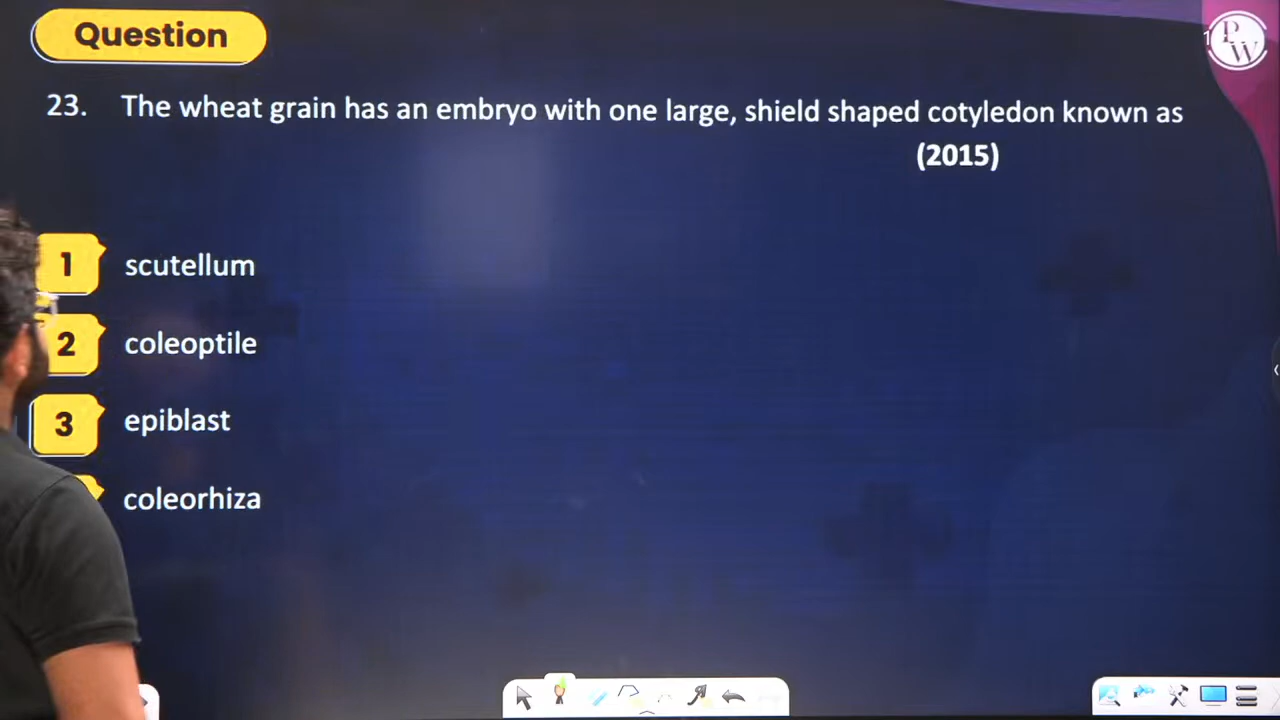 Question
PW
23. The wheat grain has an embryo with one large, shield shaped cotyledon known as
(2015)
1 scutellum
2 coleoptile
3 epiblast
coleorhiza